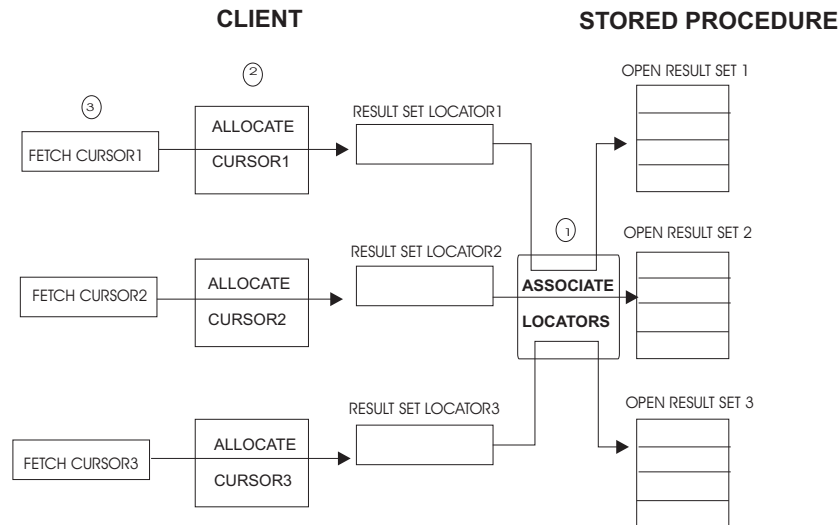 CLIENT
STORED PROCEDURE
OPEN RESULT SET 1
2
3
RESULT SET LOCATOR1
ALLOCATE
CURSOR1
FETCH CURSOR1
1
OPEN RESULT SET 2
RESULT SET LOCATOR2
ALLOCATE
CURSOR2
FETCH CURSOR2
ASSOCIATE
LOCATORS
OPEN RESULT SET 3
RESULT SET LOCATOR3
ALLOCATE
CURSOR3
FETCH CURSOR3